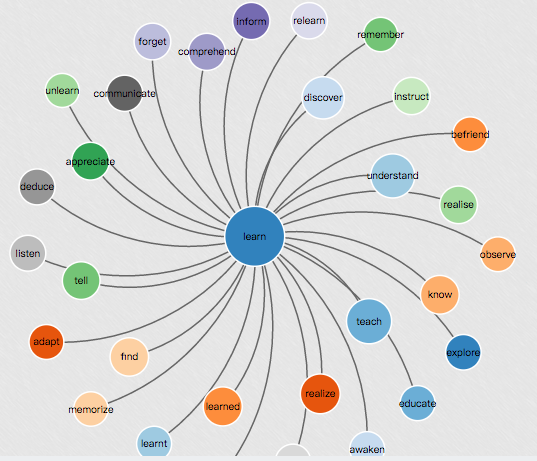 inform
relearn
remember
forget
comprehend
unlearn
communicate
discover
instruct
befriend
appreciate
understand
deduce
realise
learn
listen
observe
tell
know
teach
adapt
find
explore
realize
memorize
learned
educate
learnt
awaken